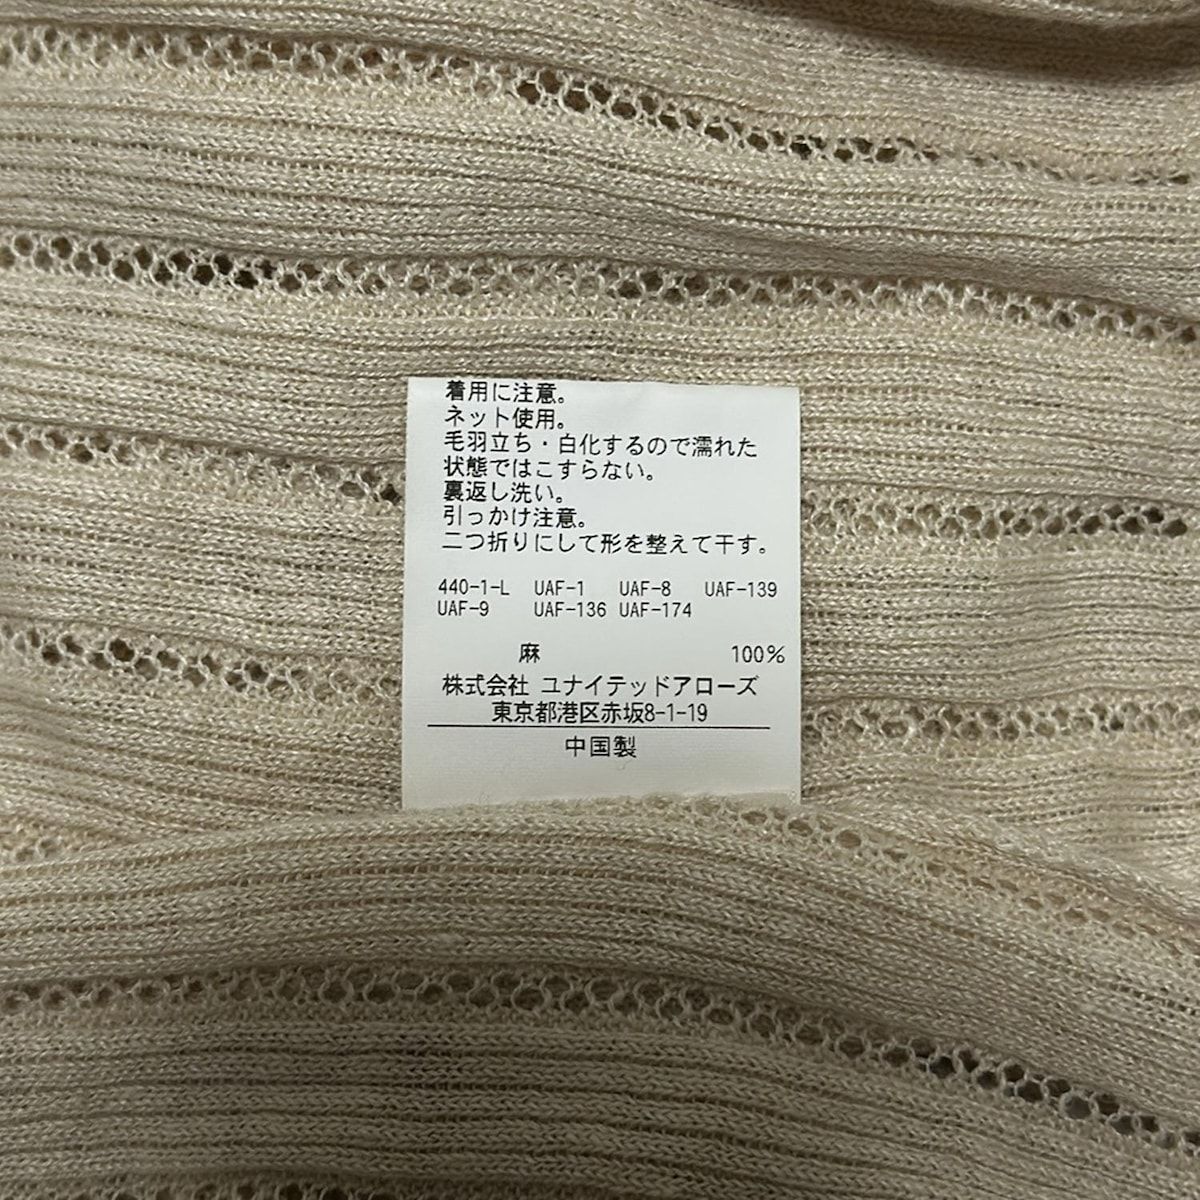 着用に注意。
ネット使用。
毛羽立ち・白化するので濡れた
状態ではこすらない。
裏返し洗い。
引っかけ注意。
二つ折りにして形を整えて干す。
440-1-L UAF-1 UAF-8 UAF-139
UAF-9 UAF-136 UAF-174
麻 100%
株式会社 ユナイテッドアローズ
東京都港区赤坂8-1-19
中国製